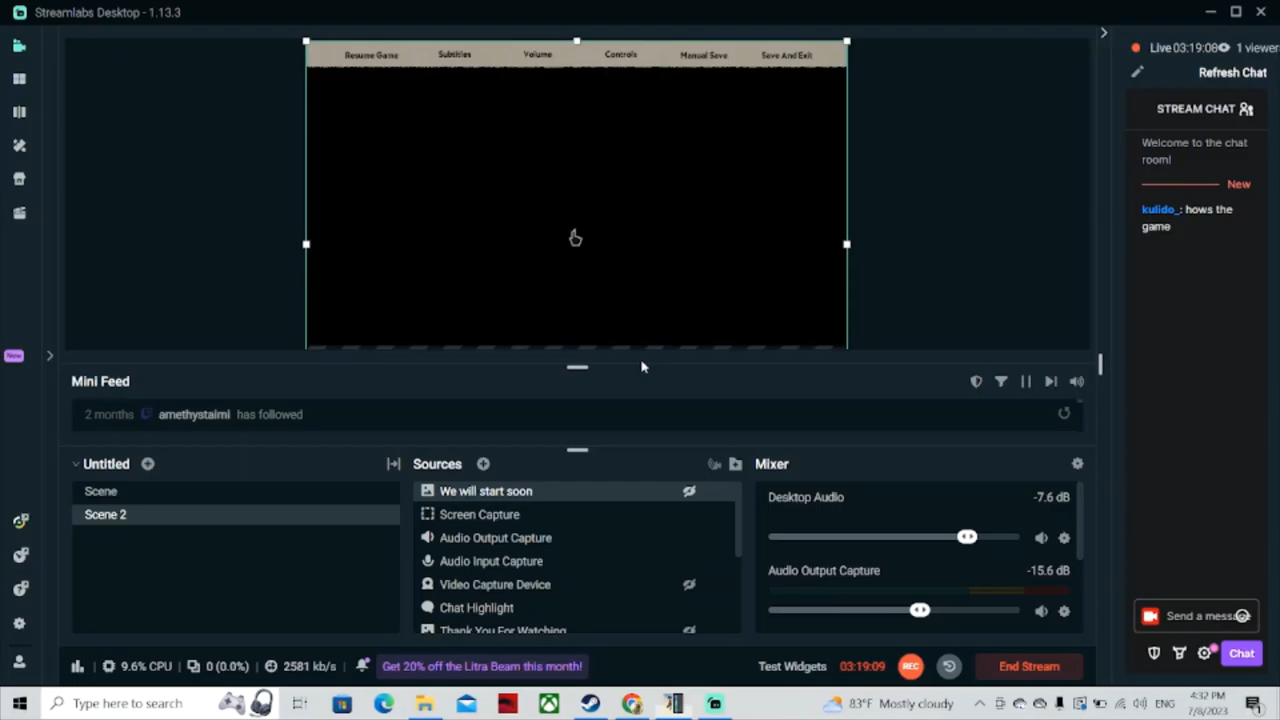 Streamlabs Desktop - 1.13.3
Resume Game
Subtitles
Volume
Controls
Manual Save
Save And Exit
Live 03:19:08 1 viewer
Refresh Chat
STREAM CHAT
Welcome to the chat
room!
New
kulido_: hows the
game
New
Mini Feed
2 months amethystaimi has followed
Untitled
Scene
Scene 2
Sources
We will start soon
Screen Capture
Audio Output Capture
Audio Input Capture
Video Capture Device
Chat Highlight
Thank You For Watching
Mixer
Desktop Audio -7.6 dB
Audio Output Capture -15.6 dB
Send a message
Chat
9.6% CPU 0 (0.0%) 2581 kb/s
Get 20% off the Litra Beam this month!
Test Widgets 03:19:09 REC End Stream
Type here to search
83°F Mostly cloudy
ENG
4:32 PM
7/8/2023